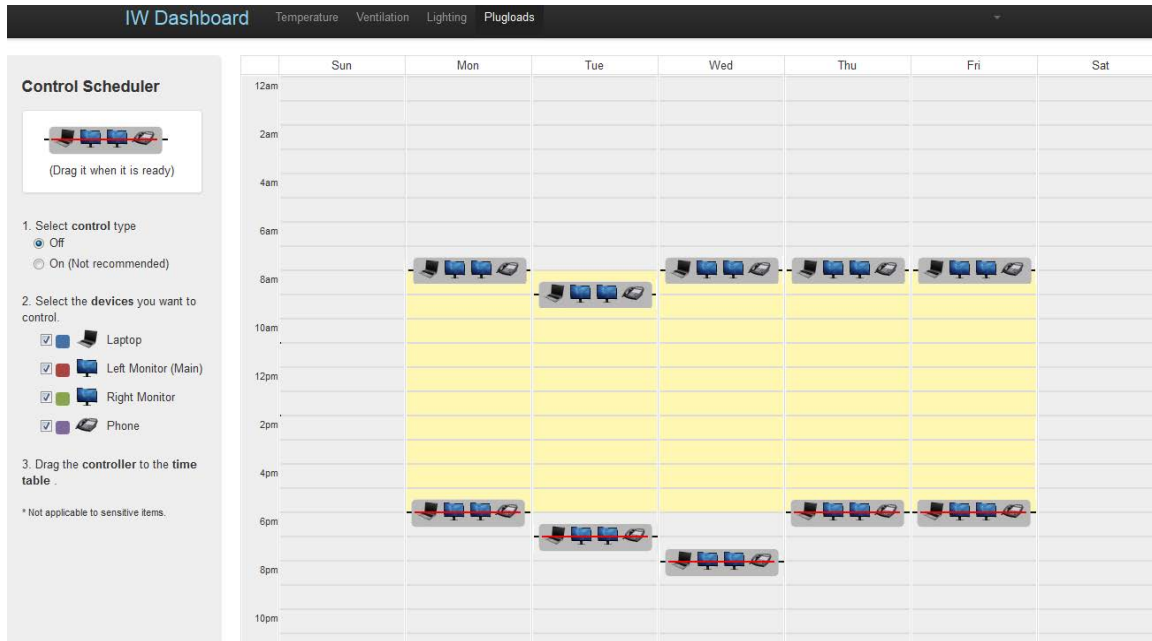 IW Dashboard Temperature Ventilation Lighting Plugloads
Control Scheduler
(Drag it when it is ready)
1. Select control type
Off
On (Not recommended)
2. Select the devices you want to
control.
Laptop
Left Monitor (Main)
Right Monitor
Phone
3. Drag the controller to the time
table .
* Not applicable to sensitive items.
Sun Mon Tue Wed Thu Fri Sat
12am
2am
4am
6am
8am
10am
12pm
2pm
4pm
6pm
8pm
10pm